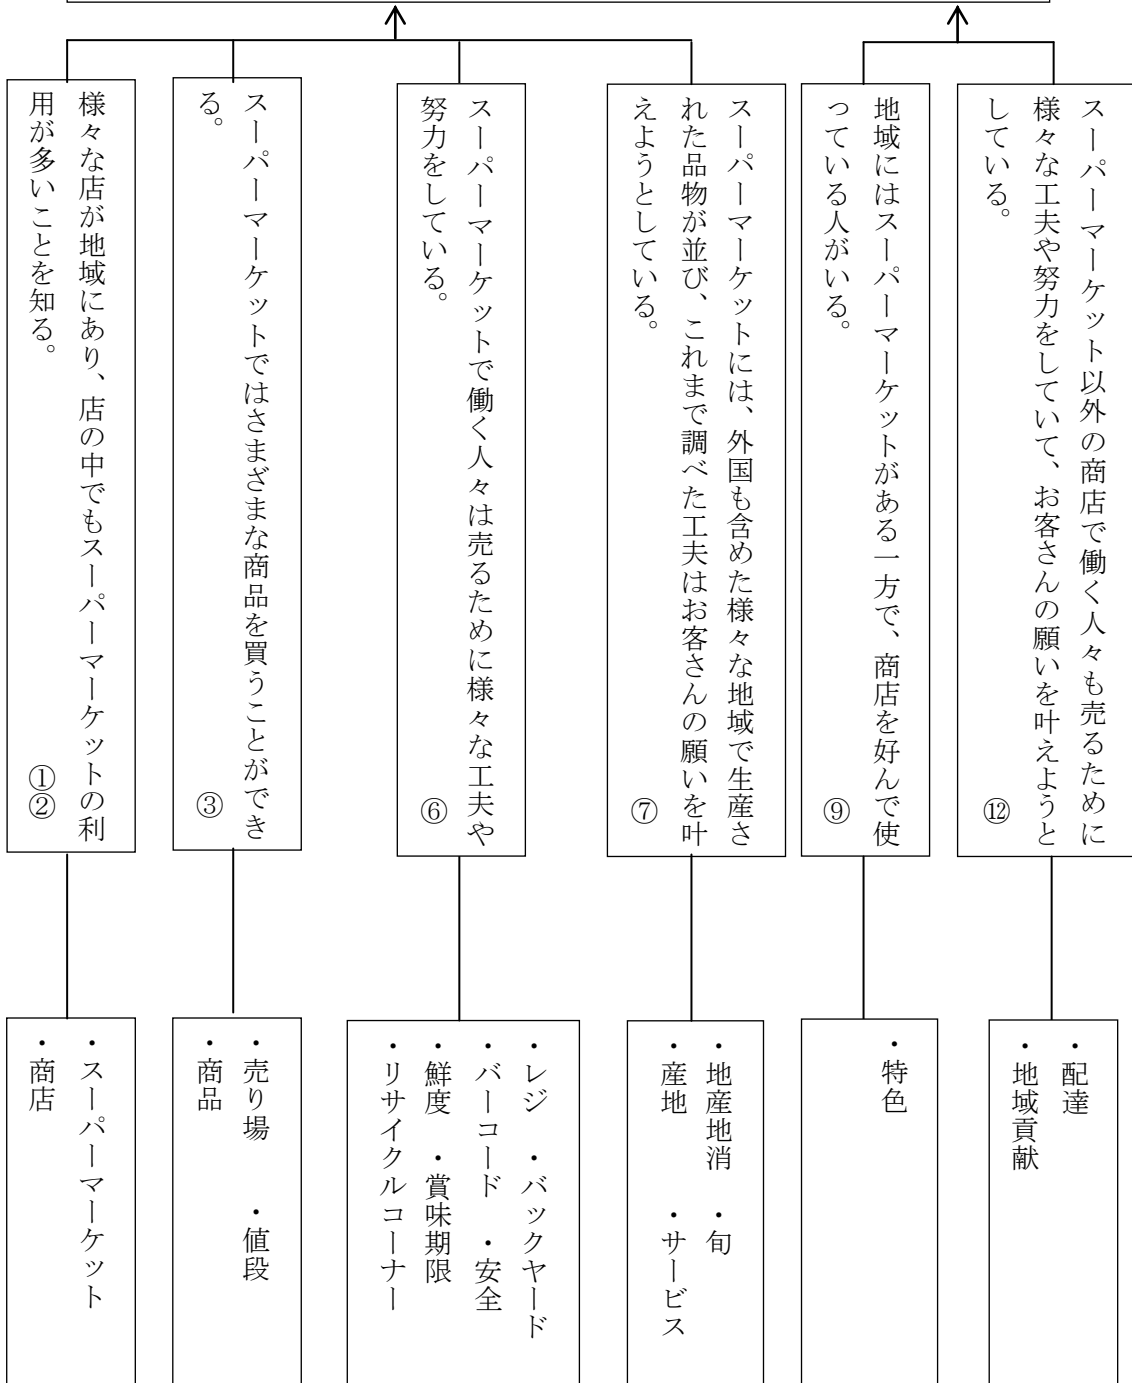 スーパーマーケット以外の商店で働く人々も売るために
様々な工夫や努力をしていて、お客さんの願いを叶えようと
している。
⑫
地域にはスーパーマーケットがある一方で、商店を好んで使
っている人がいる。
⑨
スーパーマーケットには、外国も含めた様々な地域で生産さ
れた品物が並び、これまで調べた工夫はお客さんの願いを叶
えようとしている。
⑦
スーパーマーケットで働く人々は売るために様々な工夫や
努力をしている。
⑥
スーパーマーケットではさまざまな商品を買うことができ
る。
③
様々な店が地域にあり、店の中でもスーパーマーケットの利
用が多いことを知る。
①②
・配達
・地域貢献
・特色
・地産地消 ・旬
・産地 ・サービス
・レジ ・バックヤード
・バーコード ・安全
・鮮度 ・賞味期限
・リサイクルコーナー
・売り場 ・値段
・商品
・スーパーマーケット
・商店